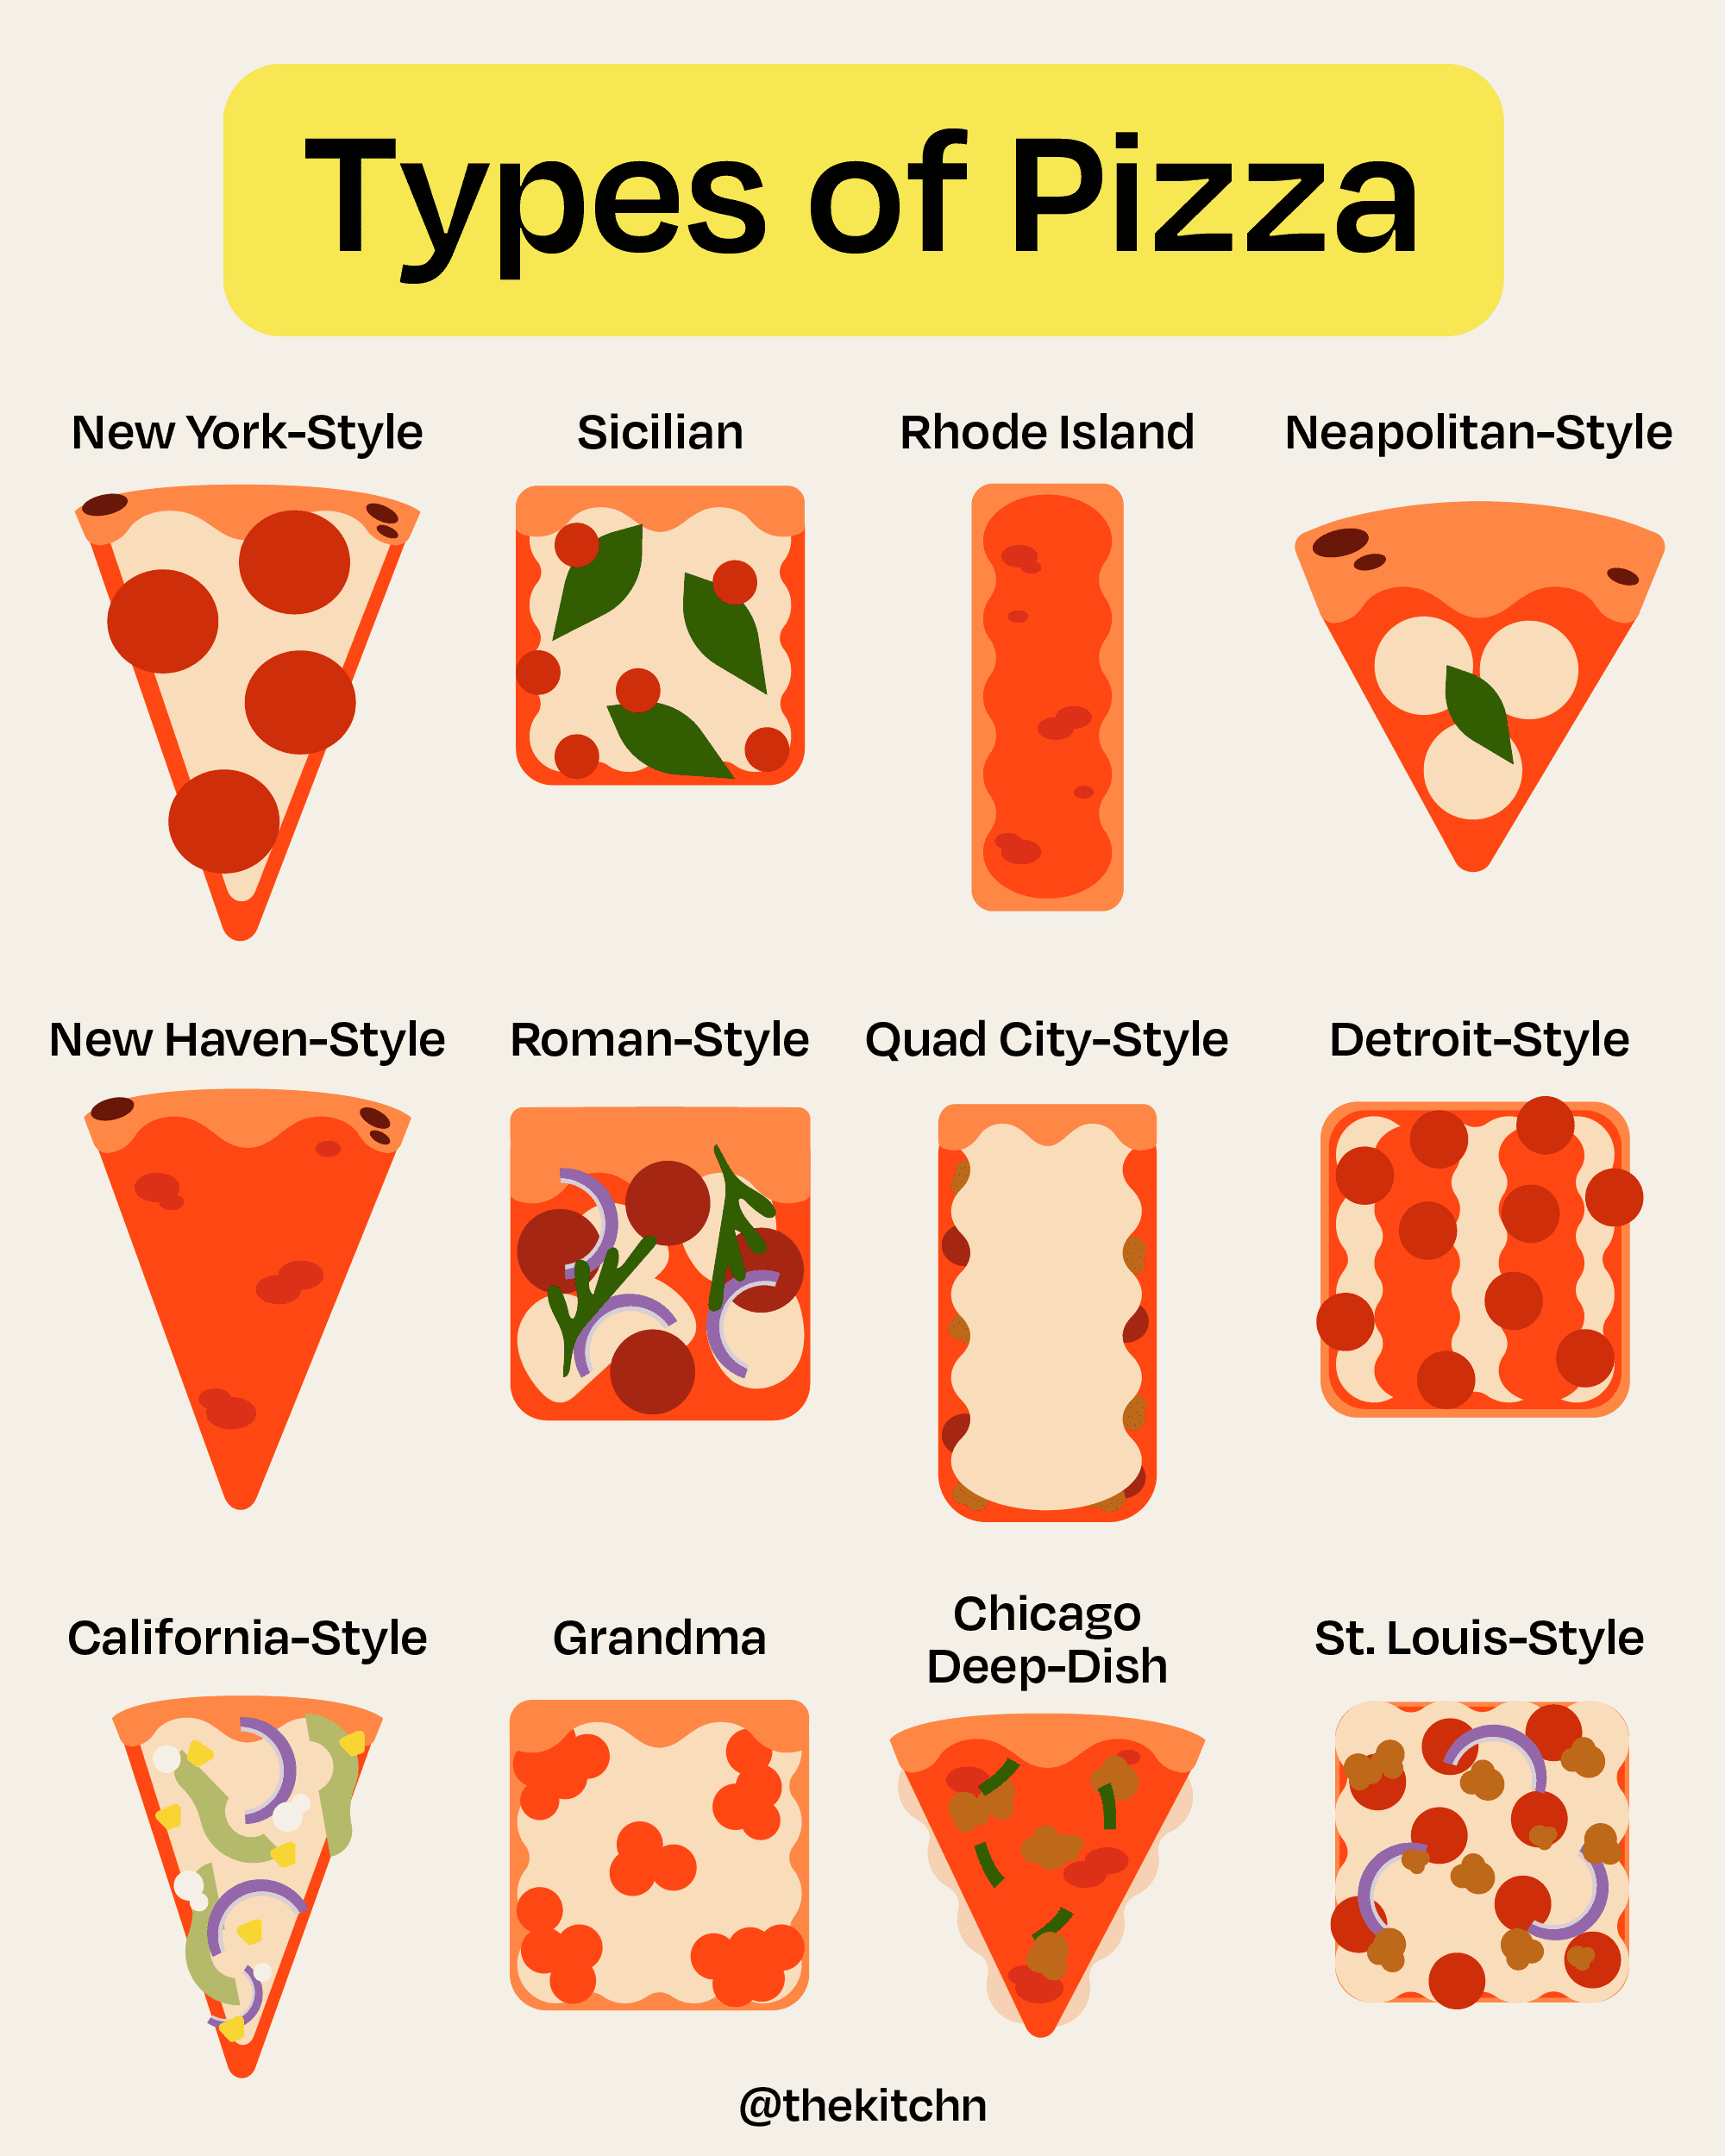 Types of Pizza
New York-Style
Sicilian
Rhode Island
Neapolitan-Style
New Haven-Style
Roman-Style
Quad City-Style
Detroit-Style
California-Style
Grandma
Chicago
Deep-Dish
St. Louis-Style
@thekitchn